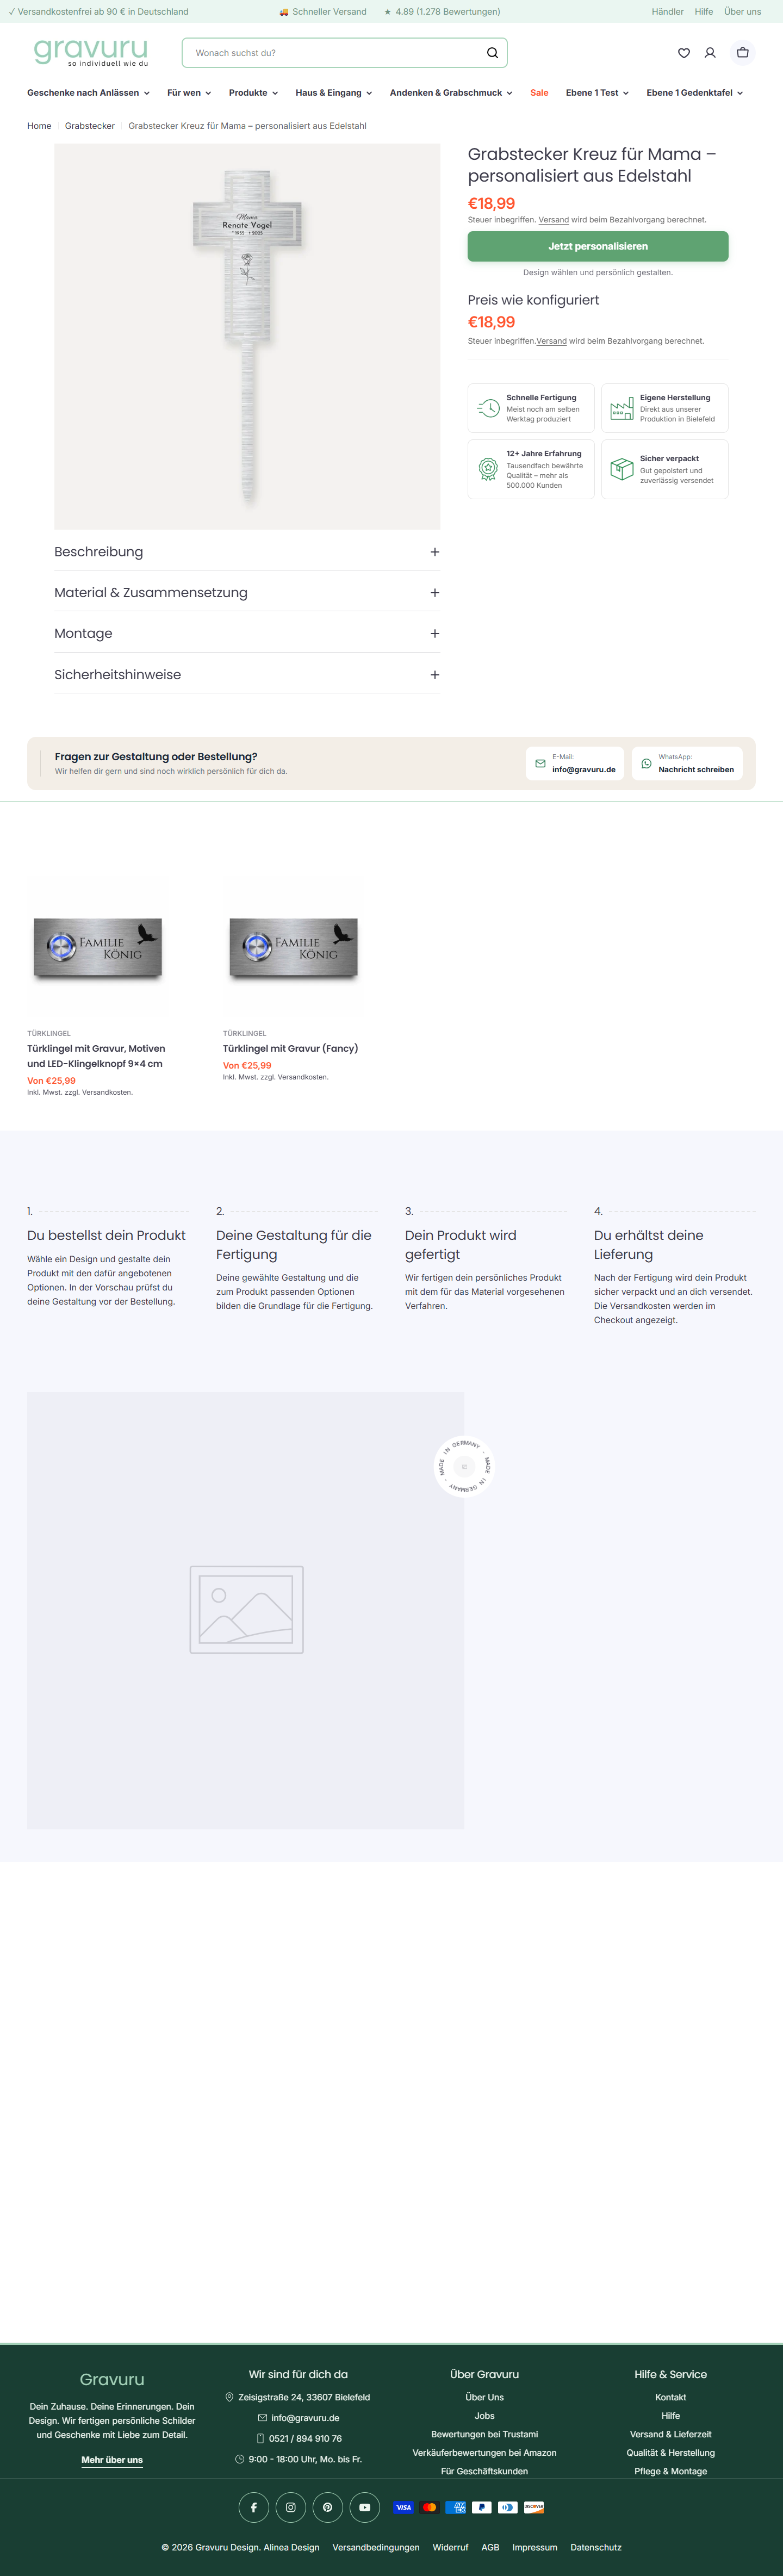 ✓ Versandkostenfrei ab 90 € in Deutschland
🚚 Schneller Versand
★ 4.89 (1.278 Bewertungen)
Händler Hilfe Über uns
gravuru
so individuell wie du
Wonach suchst du?
Geschenke nach Anlässen Für wen Produkte Haus & Eingang Andenken & Grabschmuck Sale Ebene 1 Test Ebene 1 Gedenktafel
Home Grabstecker Grabstecker Kreuz für Mama – personalisiert aus Edelstahl
Mama
Renate Vogel
* 1953 † 2025
Grabstecker Kreuz für Mama –
personalisiert aus Edelstahl
€18,99
Steuer inbegriffen. Versand wird beim Bezahlvorgang berechnet.
Jetzt personalisieren
Design wählen und persönlich gestalten.
Preis wie konfiguriert
€18,99
Steuer inbegriffen.Versand wird beim Bezahlvorgang berechnet.
Schnelle Fertigung
Meist noch am selben
Werktag produziert
Eigene Herstellung
Direkt aus unserer
Produktion in Bielefeld
12+ Jahre Erfahrung
Tausendfach bewährte
Qualität – mehr als
500.000 Kunden
Sicher verpackt
Gut gepolstert und
zuverlässig versendet
Beschreibung
Material & Zusammensetzung
Montage
Sicherheitshinweise
Fragen zur Gestaltung oder Bestellung?
Wir helfen dir gern und sind noch wirklich persönlich für dich da.
E-Mail:
info@gravuru.de
WhatsApp:
Nachricht schreiben
FAMILIE
KÖNIG
TÜRKLINGEL
Türklingel mit Gravur, Motiven
und LED-Klingelknopf 9x4 cm
Von €25,99
Inkl. Mwst. zzgl. Versandkosten.
FAMILIE
KÖNIG
TÜRKLINGEL
Türklingel mit Gravur (Fancy)
Von €25,99
Inkl. Mwst. zzgl. Versandkosten.
1.
Du bestellst dein Produkt
Wähle ein Design und gestalte dein
Produkt mit den dafür angebotenen
Optionen. In der Vorschau prüfst du
deine Gestaltung vor der Bestellung.
2.
Deine Gestaltung für die
Fertigung
Deine gewählte Gestaltung und die
zum Produkt passenden Optionen
bilden die Grundlage für die Fertigung.
3.
Dein Produkt wird
gefertigt
Wir fertigen dein persönliches Produkt
mit dem für das Material vorgesehenen
Verfahren.
4.
Du erhältst deine
Lieferung
Nach der Fertigung wird dein Produkt
sicher verpackt und an dich versendet.
Die Versandkosten werden im
Checkout angezeigt.
MADE IN GERMANY - MADE IN GERMANY -
Gravuru
Dein Zuhause. Deine Erinnerungen. Dein
Design. Wir fertigen persönliche Schilder
und Geschenke mit Liebe zum Detail.
Mehr über uns
Wir sind für dich da
Zeisigstraße 24, 33607 Bielefeld
info@gravuru.de
0521 / 894 910 76
9:00 - 18:00 Uhr, Mo. bis Fr.
Über Gravuru
Über Uns
Jobs
Bewertungen bei Trustami
Verkäuferbewertungen bei Amazon
Für Geschäftskunden
Hilfe & Service
Kontakt
Hilfe
Versand & Lieferzeit
Qualität & Herstellung
Pflege & Montage
VISA
DISCOVER
© 2026 Gravuru Design. Alinea Design Versandbedingungen Widerruf AGB Impressum Datenschutz